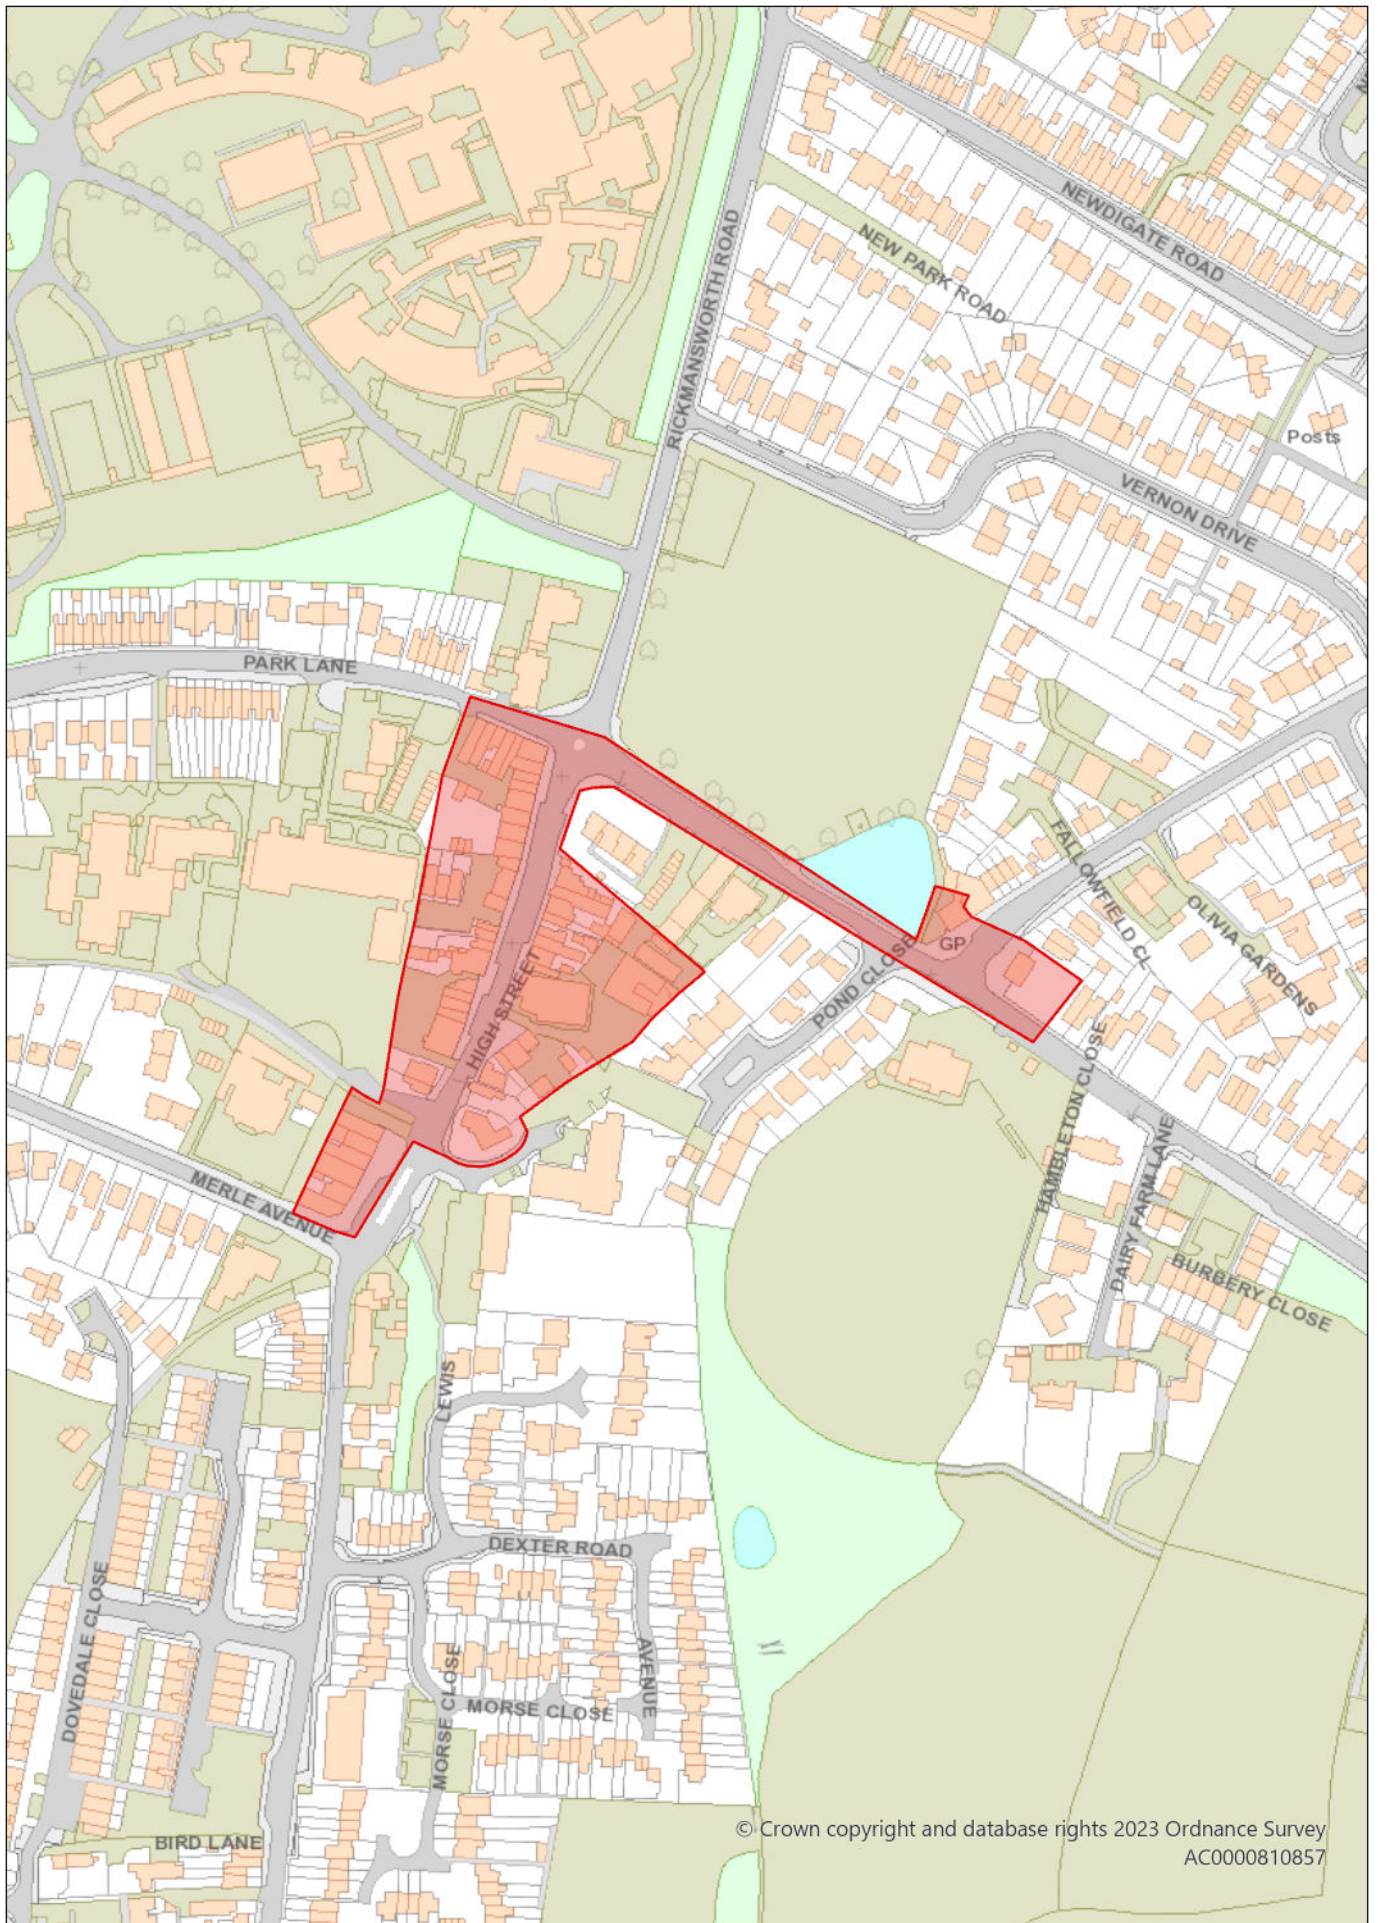 NEWDIGATE ROAD
NEW PARK ROAD
RICKMANSWORTH ROAD
Posts
VERNON DRIVE
PARK LANE
FALLOWFIELD CL
OLIVIA GARDENS
GP
POND CLOSE
HIGH STREET
HAMBLETON CLOSE
MERLE AVENUE
DAIRY FARM LANE
BURBERY CLOSE
LEWIS
DEXTER ROAD
DOVEDALE CLOSE
AVENUE
MORSE CLOSE
MORSE CLOSE
BIRD LANE
© Crown copyright and database rights 2023 Ordnance Survey
AC0000810857